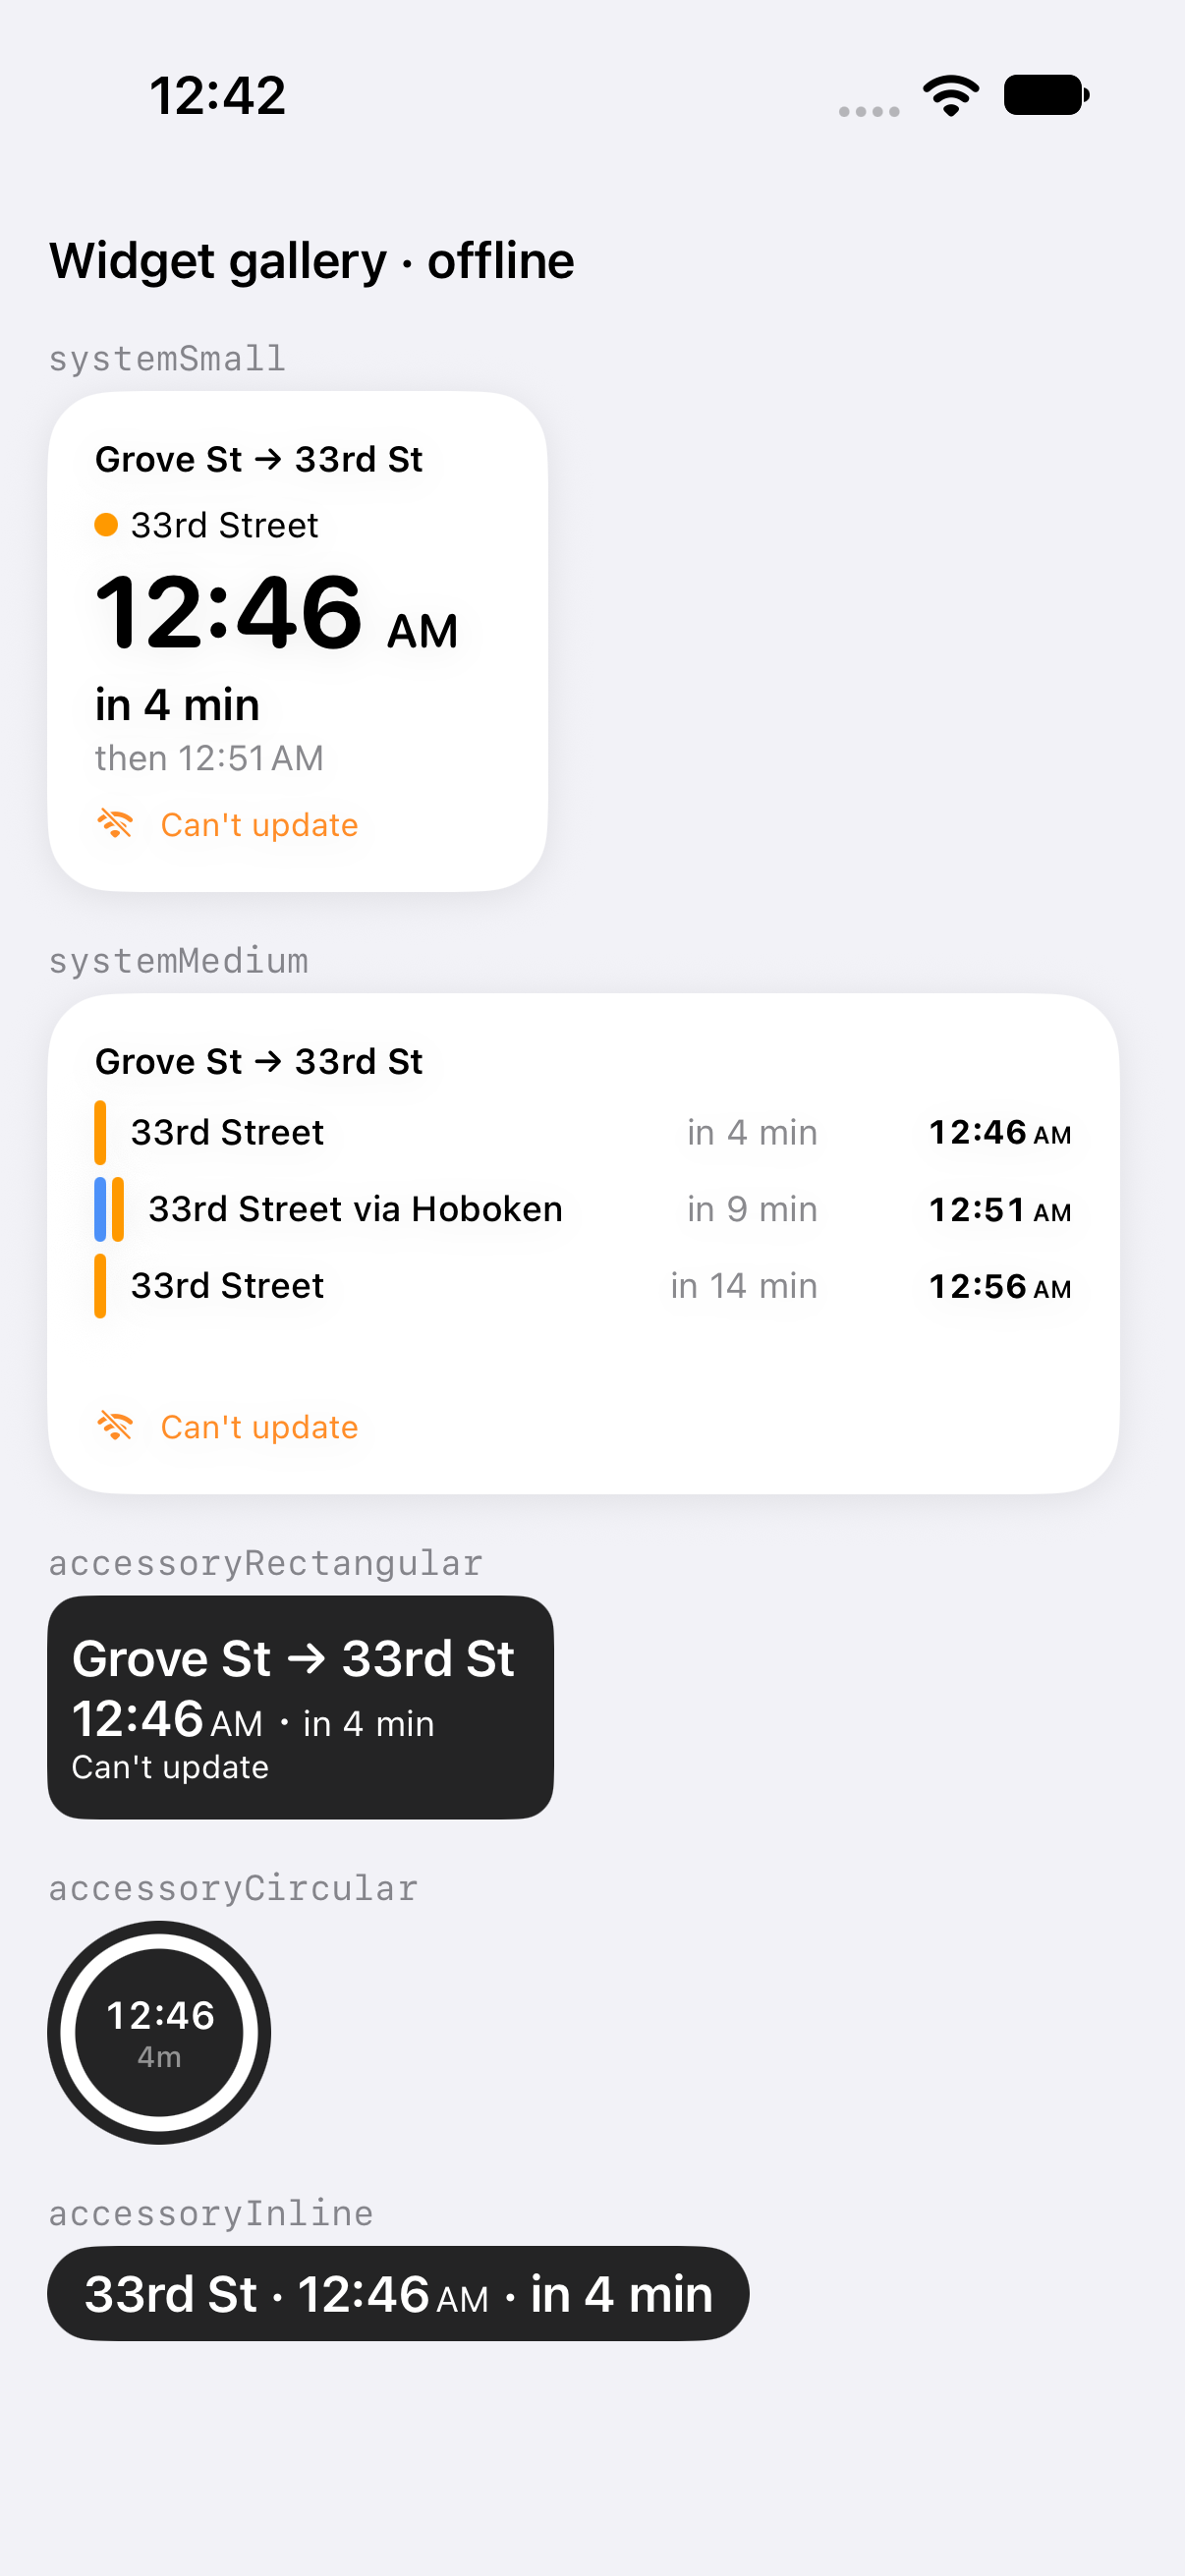 12:42
Widget gallery · offline
systemSmall
Grove St → 33rd St
33rd Street
12:46 AM
in 4 min
then 12:51 AM
Can't update
systemMedium
Grove St → 33rd St
33rd Street in 4 min 12:46 AM
33rd Street via Hoboken in 9 min 12:51 AM
33rd Street in 14 min 12:56 AM
Can't update
accessoryRectangular
Grove St → 33rd St
12:46 AM · in 4 min
Can't update
accessoryCircular
12:46
4m
accessoryInline
33rd St · 12:46 AM · in 4 min